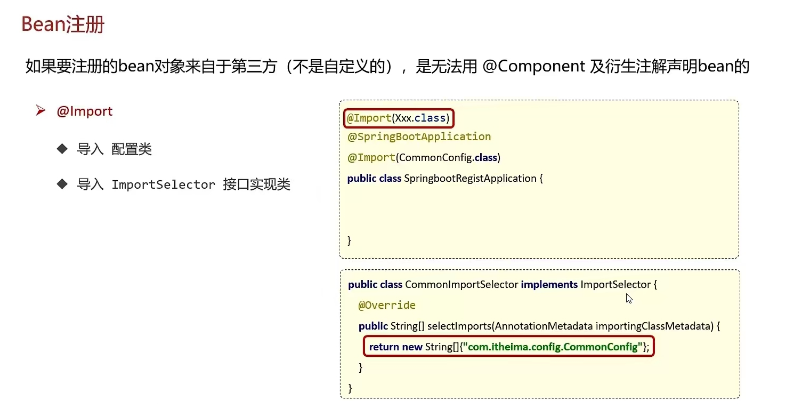 Bean注册
如果要注册的bean对象来自于第三方（不是自定义的），是无法用 @Component 及衍生注解声明bean的
➢ @Import
◆ 导入 配置类
◆ 导入 ImportSelector 接口实现类
@Import(Xxx.class)
@SpringBootApplication
@Import(CommonConfig.class)
public class SpringbootRegistApplication {
}
public class CommonImportSelector implements ImportSelector {
@Override
public String[] selectImports(AnnotationMetadata importingClassMetadata) {
return new String[]{"com.itheima.config.CommonConfig"};
}
}